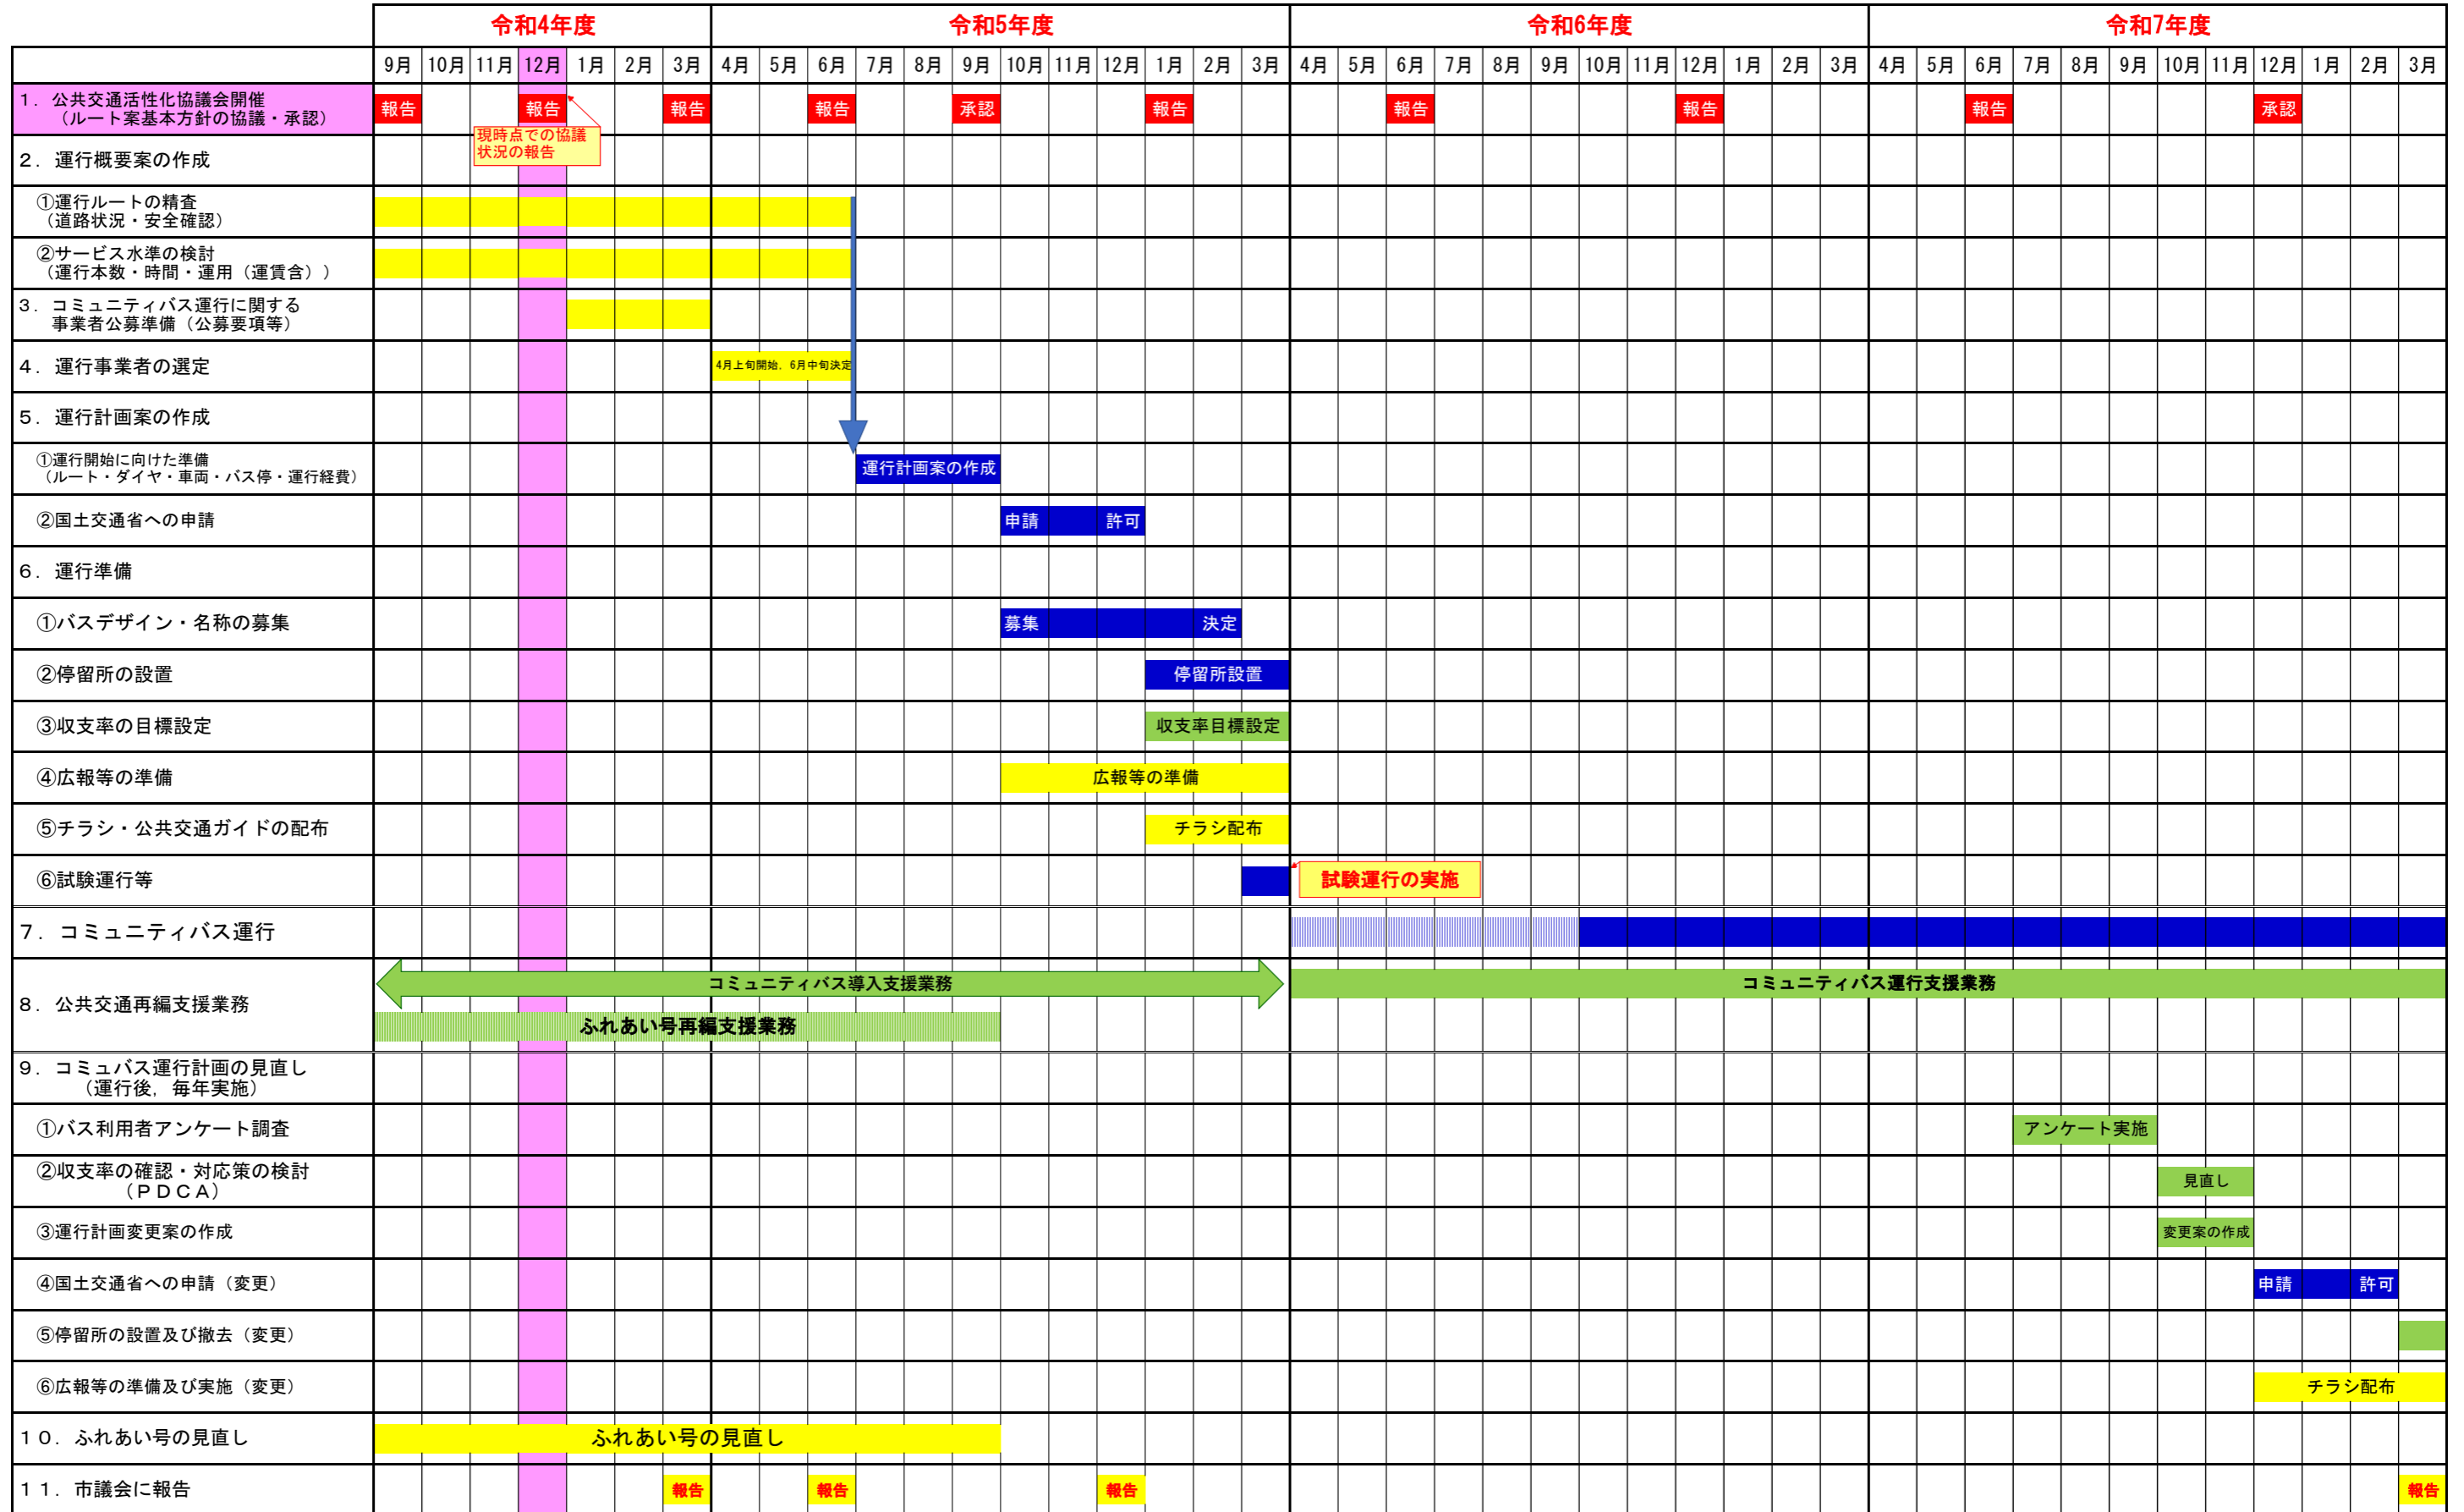 令和4年度 令和5年度 令和6年度 令和7年度
9月 10月 11月 12月 1月 2月 3月 4月 5月 6月 7月 8月 9月 10月 11月 12月 1月 2月 3月 4月 5月 6月 7月 8月 9月 10月 11月 12月 1月 2月 3月 4月 5月 6月 7月 8月 9月 10月 11月 12月 1月 2月 3月
1．公共交通活性化協議会開催
（ルート案基本方針の協議・承認）
報告 報告 報告 報告 承認 報告 報告 報告 報告 承認
現時点での協議
状況の報告
2．運行概要案の作成
①運行ルートの精査
（道路状況・安全確認）
②サービス水準の検討
（運行本数・時間・運用（運賃含））
3．コミュニティバス運行に関する
事業者公募準備（公募要項等）
4．運行事業者の選定
4月上旬開始，6月中旬決定
5．運行計画案の作成
①運行開始に向けた準備
（ルート・ダイヤ・車両・バス停・運行経費）
運行計画案の作成
②国土交通省への申請
申請 許可
6．運行準備
①バスデザイン・名称の募集
募集 決定
②停留所の設置
停留所設置
③収支率の目標設定
収支率目標設定
④広報等の準備
広報等の準備
⑤チラシ・公共交通ガイドの配布
チラシ配布
⑥試験運行等
試験運行の実施
7．コミュニティバス運行
8．公共交通再編支援業務
コミュニティバス導入支援業務 コミュニティバス運行支援業務
ふれあい号再編支援業務
9．コミュバス運行計画の見直し
（運行後，毎年実施）
①バス利用者アンケート調査
アンケート実施
②収支率の確認・対応策の検討
（ＰＤＣＡ）
見直し
③運行計画変更案の作成
変更案の作成
④国土交通省への申請（変更）
申請 許可
⑤停留所の設置及び撤去（変更）
⑥広報等の準備及び実施（変更）
チラシ配布
１０．ふれあい号の見直し
ふれあい号の見直し
１１．市議会に報告
報告 報告 報告 報告